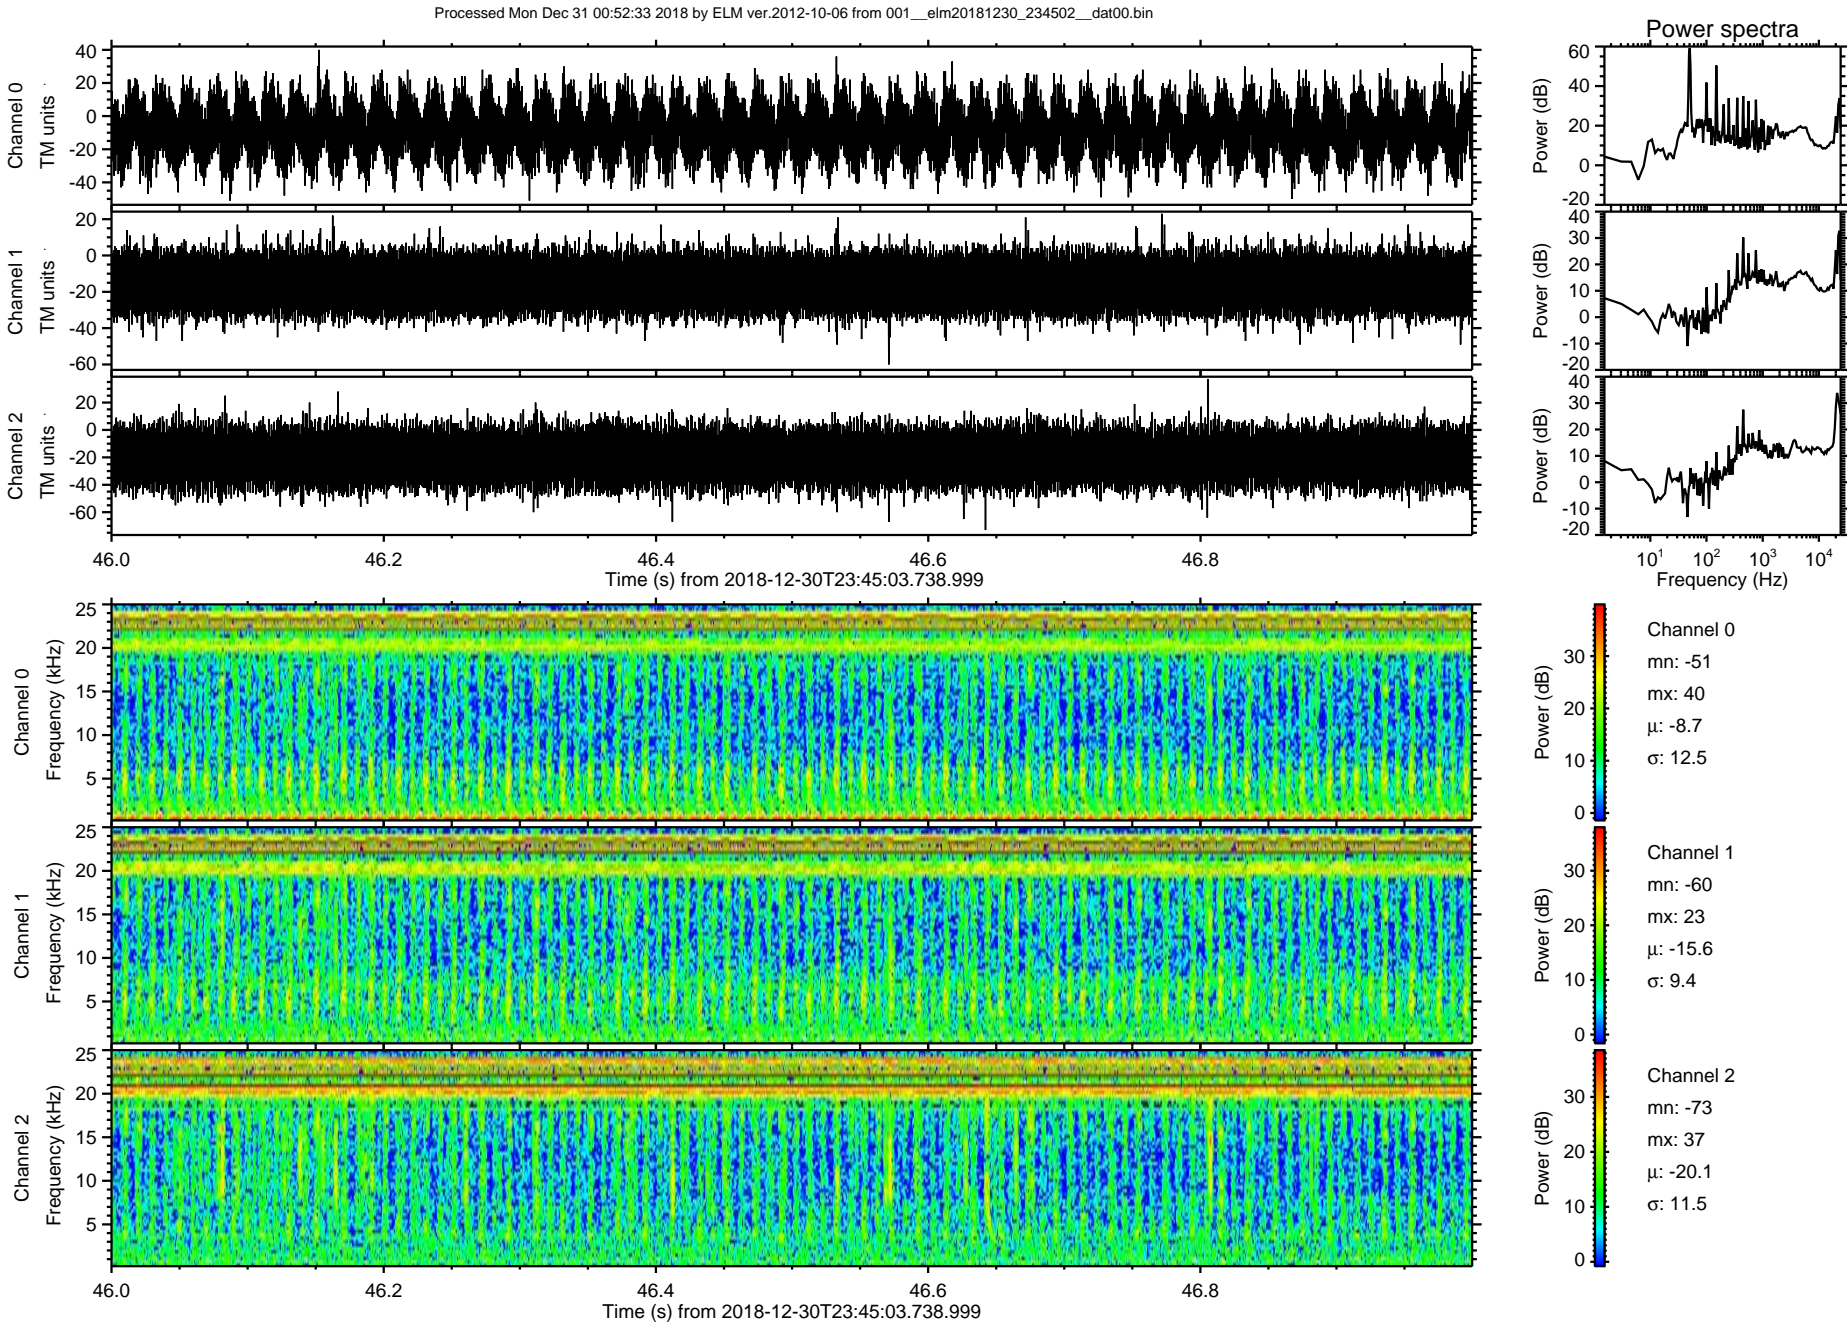 Processed Mon Dec 31 00:52:33 2018 by ELM ver.2012-10-06 from 001__elm20181230_234502__dat00.bin
Power spectra
Channel 0
TM units
40
20
0
-20
-40
Power (dB)
60
40
20
0
-20
Channel 1
TM units
20
0
-20
-40
-60
Power (dB)
40
30
20
10
0
-10
-20
Channel 2
TM units
20
0
-20
-40
-60
Power (dB)
40
30
20
10
0
-10
-20
46.0 46.2 46.4 46.6 46.8
Time (s) from 2018-12-30T23:45:03.738.999
10^1 10^2 10^3 10^4
Frequency (Hz)
Channel 0
Frequency (kHz)
25
20
15
10
5
Power (dB)
30
20
10
0
Channel 0
mn: -51
mx: 40
μ: -8.7
σ: 12.5
Channel 1
Frequency (kHz)
25
20
15
10
5
Power (dB)
30
20
10
0
Channel 1
mn: -60
mx: 23
μ: -15.6
σ: 9.4
Channel 2
Frequency (kHz)
25
20
15
10
5
Power (dB)
30
20
10
0
Channel 2
mn: -73
mx: 37
μ: -20.1
σ: 11.5
46.0 46.2 46.4 46.6 46.8
Time (s) from 2018-12-30T23:45:03.738.999